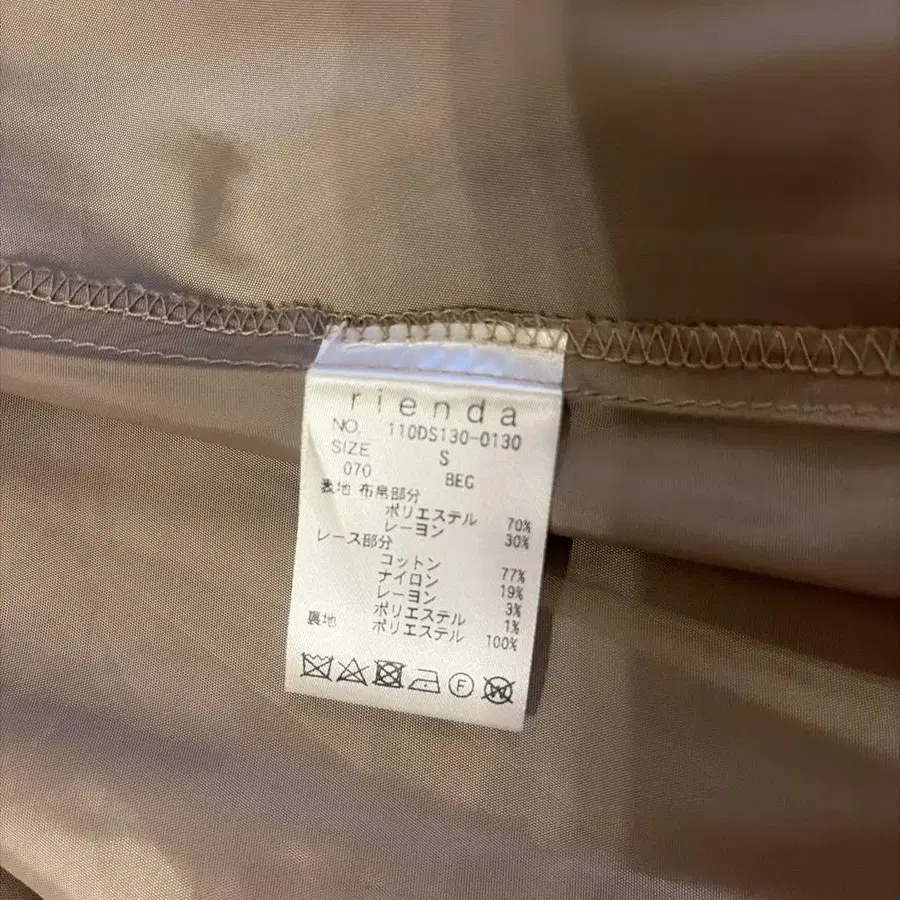 rienda
NO. 110DS130-0130
SIZE S
070 BEG
表地 布帛部分
ポリエステル 70%
レーヨン 30%
レース部分
コットン 77%
ナイロン 19%
レーヨン 3%
ポリエステル 1%
裏地 ポリエステル 100%
F W